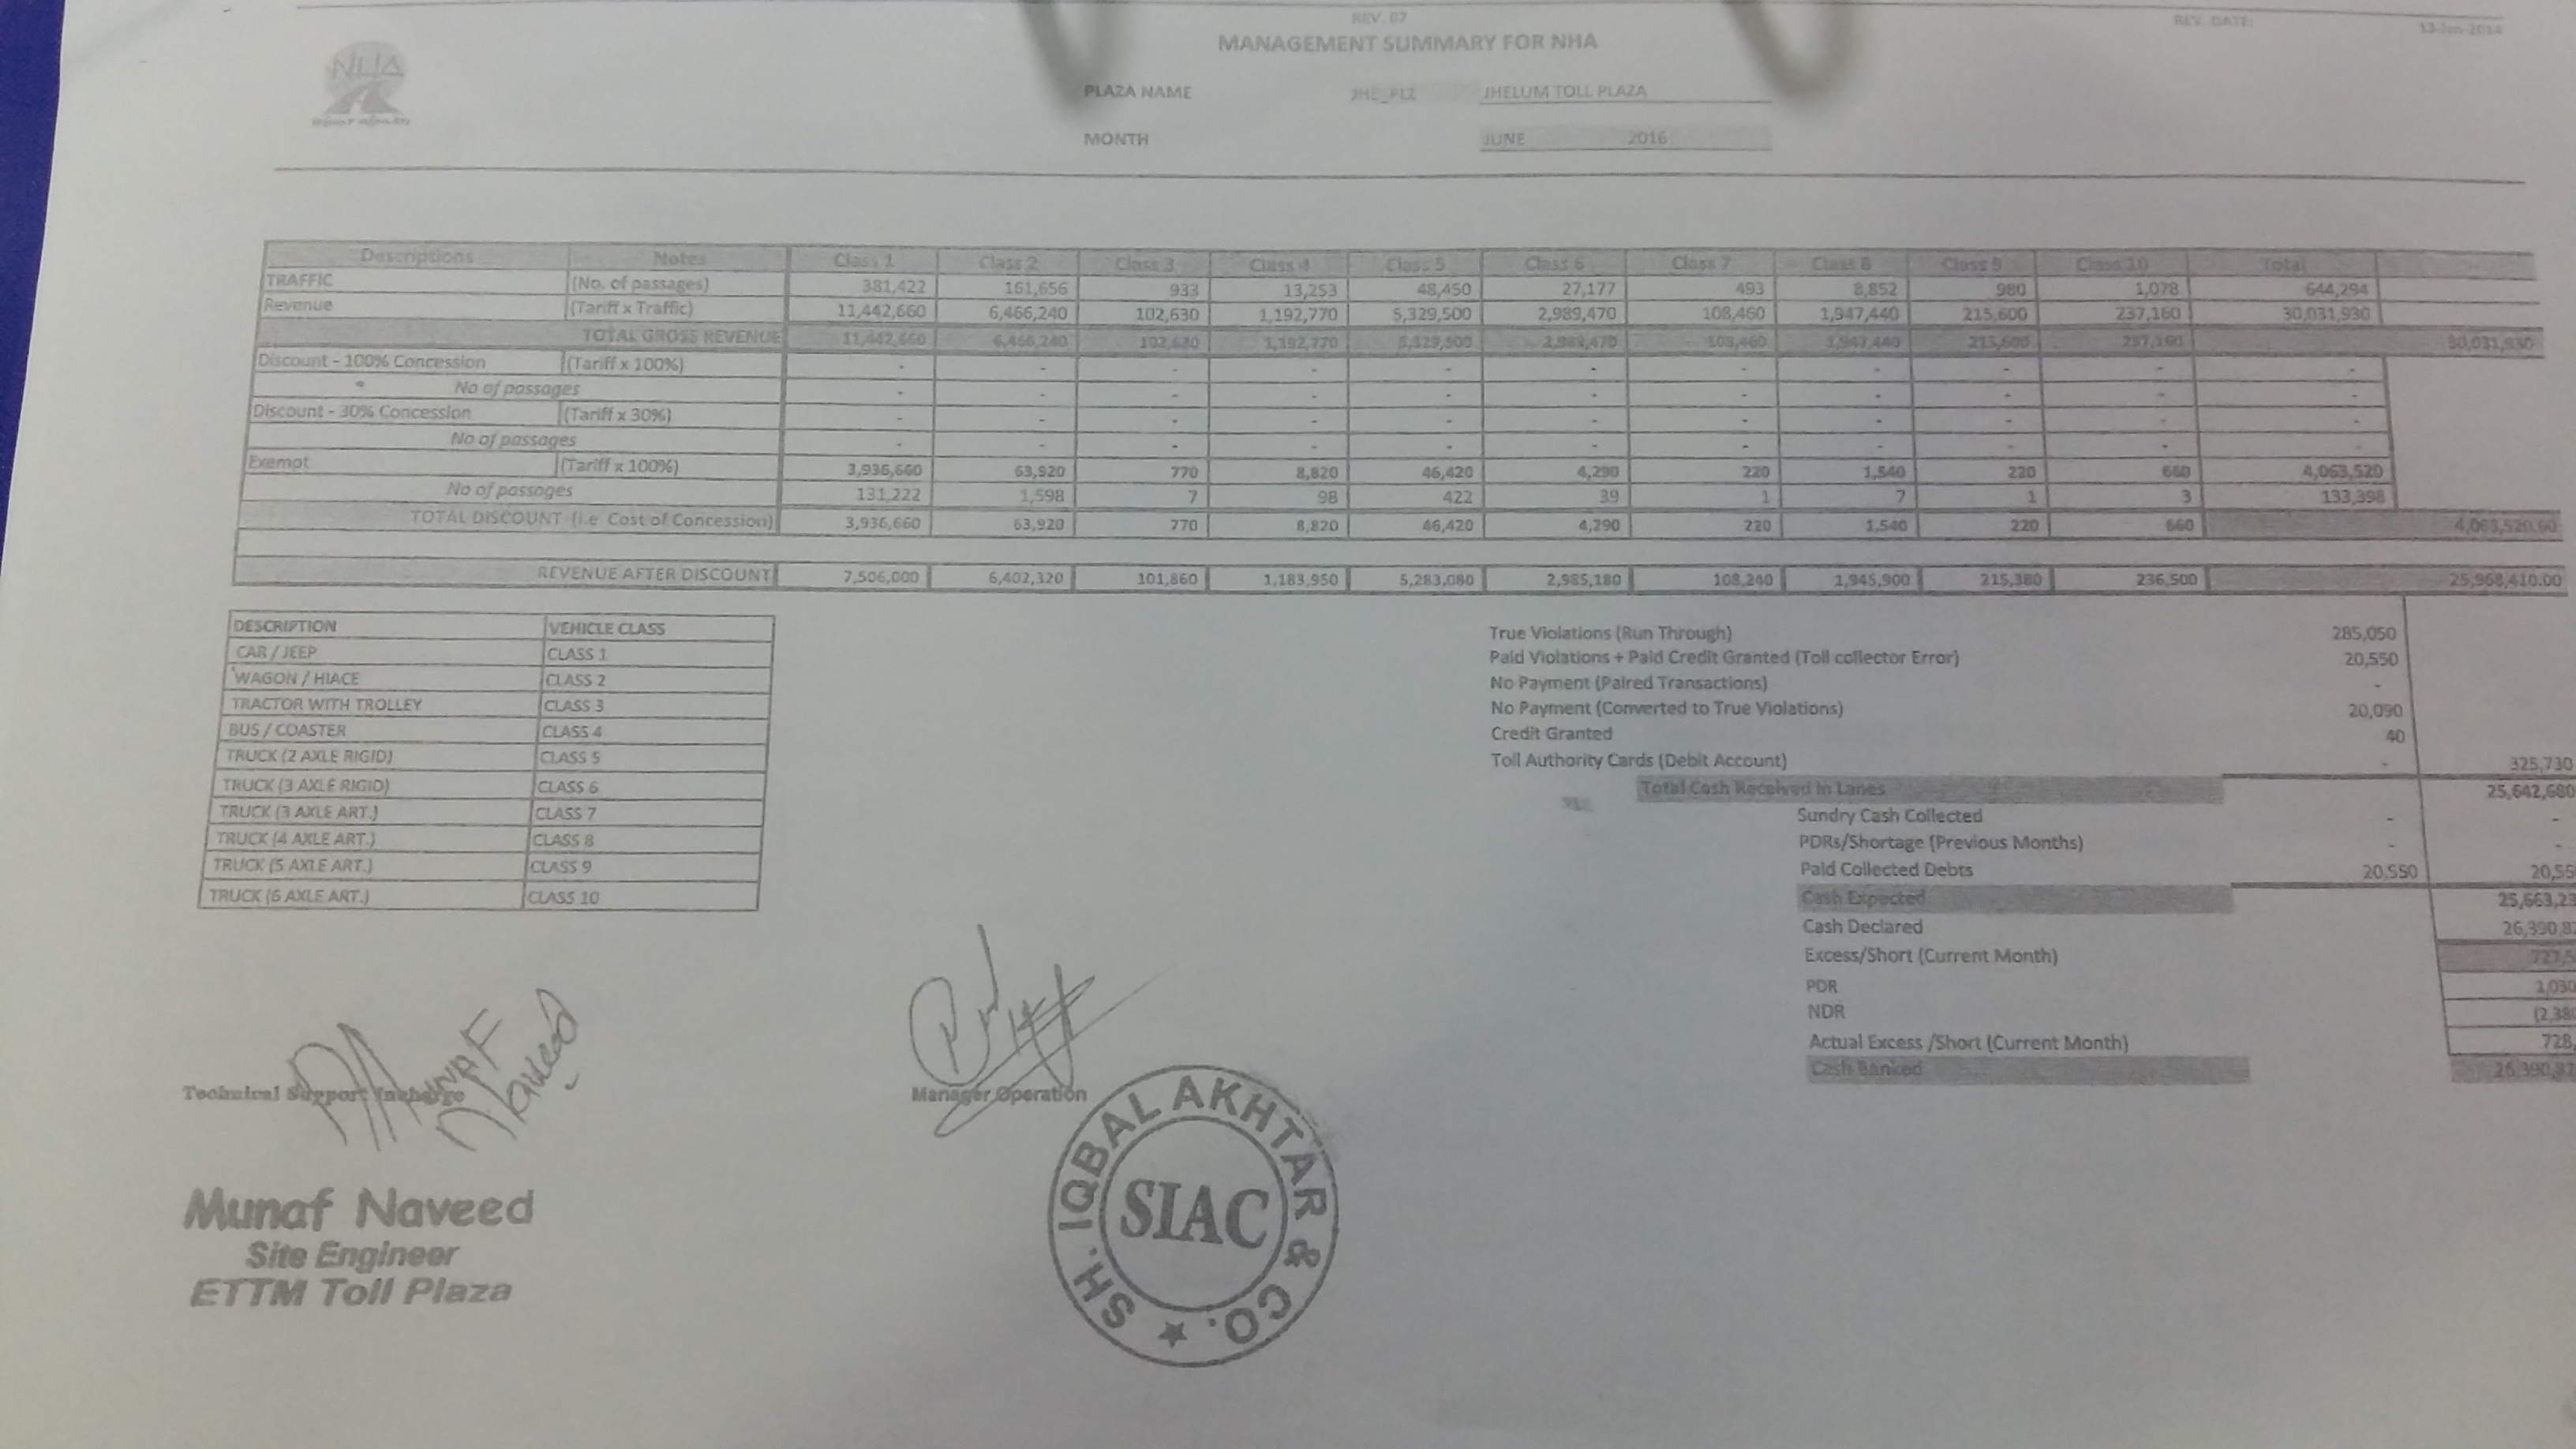 REV. 07 REV. DATE: 13-Jan-2014
NHA
MANAGEMENT SUMMARY FOR NHA
PLAZA NAME JHE_PLZ JHELUM TOLL PLAZA
MONTH JUNE 2016
Descriptions Notes Class 1 Class 2 Class 3 Class 4 Class 5 Class 6 Class 7 Class 8 Class 9 Class 10 Total
TRAFFIC (No. of passages) 381,422 161,656 933 13,253 48,450 27,177 493 8,852 980 1,078 644,294
Revenue (Tariff x Traffic) 11,442,660 6,466,240 102,630 1,192,770 5,329,500 2,989,470 108,460 1,947,440 215,600 237,160 30,031,930
TOTAL GROSS REVENUE 11,442,660 6,466,240 102,630 1,192,770 5,329,500 2,989,470 108,460 1,947,440 215,600 237,160 30,031,930
Discount - 100% Concession (Tariff x 100%) - - - - - - - - - - -
* No of passages - - - - - - - - - - -
Discount - 30% Concession (Tariff x 30%) - - - - - - - - - - -
No of passages - - - - - - - - - - -
Exempt (Tariff x 100%) 3,936,660 63,920 770 8,820 46,420 4,290 220 1,540 220 660 4,063,520
No of passages 131,222 1,598 7 98 422 39 1 7 1 3 133,398
TOTAL DISCOUNT (i.e Cost of Concession) 3,936,660 63,920 770 8,820 46,420 4,290 220 1,540 220 660 4,063,520.00
REVENUE AFTER DISCOUNT 7,506,000 6,402,320 101,860 1,183,950 5,283,080 2,985,180 108,240 1,945,900 215,380 236,500 25,968,410.00
DESCRIPTION VEHICLE CLASS
CAR / JEEP CLASS 1
WAGON / HIACE CLASS 2
TRACTOR WITH TROLLEY CLASS 3
BUS / COASTER CLASS 4
TRUCK (2 AXLE RIGID) CLASS 5
TRUCK (3 AXLE RIGID) CLASS 6
TRUCK (3 AXLE ART.) CLASS 7
TRUCK (4 AXLE ART.) CLASS 8
TRUCK (5 AXLE ART.) CLASS 9
TRUCK (6 AXLE ART.) CLASS 10
True Violations (Run Through) 285,050
Paid Violations + Paid Credit Granted (Toll collector Error) 20,550
No Payment (Paired Transactions) -
No Payment (Converted to True Violations) 20,090
Credit Granted 40
Toll Authority Cards (Debit Account) - 325,730
Total Cash Received in Lanes 25,642,680
Sundry Cash Collected - -
PDRs/Shortage (Previous Months) - -
Paid Collected Debts 20,550 20,55
Cash Expected 25,663,23
Cash Declared 26,390,8
Excess/Short (Current Month) 727,5
PDR 1,030
NDR (2,38
Actual Excess /Short (Current Month) 728,
Cash Banked 26,390,8
Munaf Naveed
Technical Support Incharge
Manager Operation
Munaf Naveed
Site Engineer
ETTM Toll Plaza
SH. IQBAL AKHTAR & CO.
SIAC